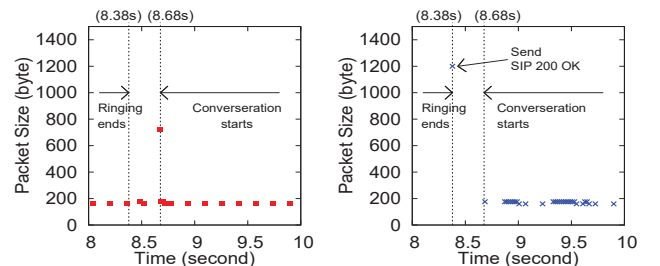 (8.38s) (8.68s)
Packet Size (byte)
1400
1200
1000
800
600
400
200
0
Ringing
ends
Converseration
starts
8 8.5 9 9.5 10
Time (second)
(8.38s) (8.68s)
Packet Size (byte)
1400
1200
1000
800
600
400
200
0
Send
SIP 200 OK
Ringing
ends
Converseration
starts
8 8.5 9 9.5 10
Time (second)